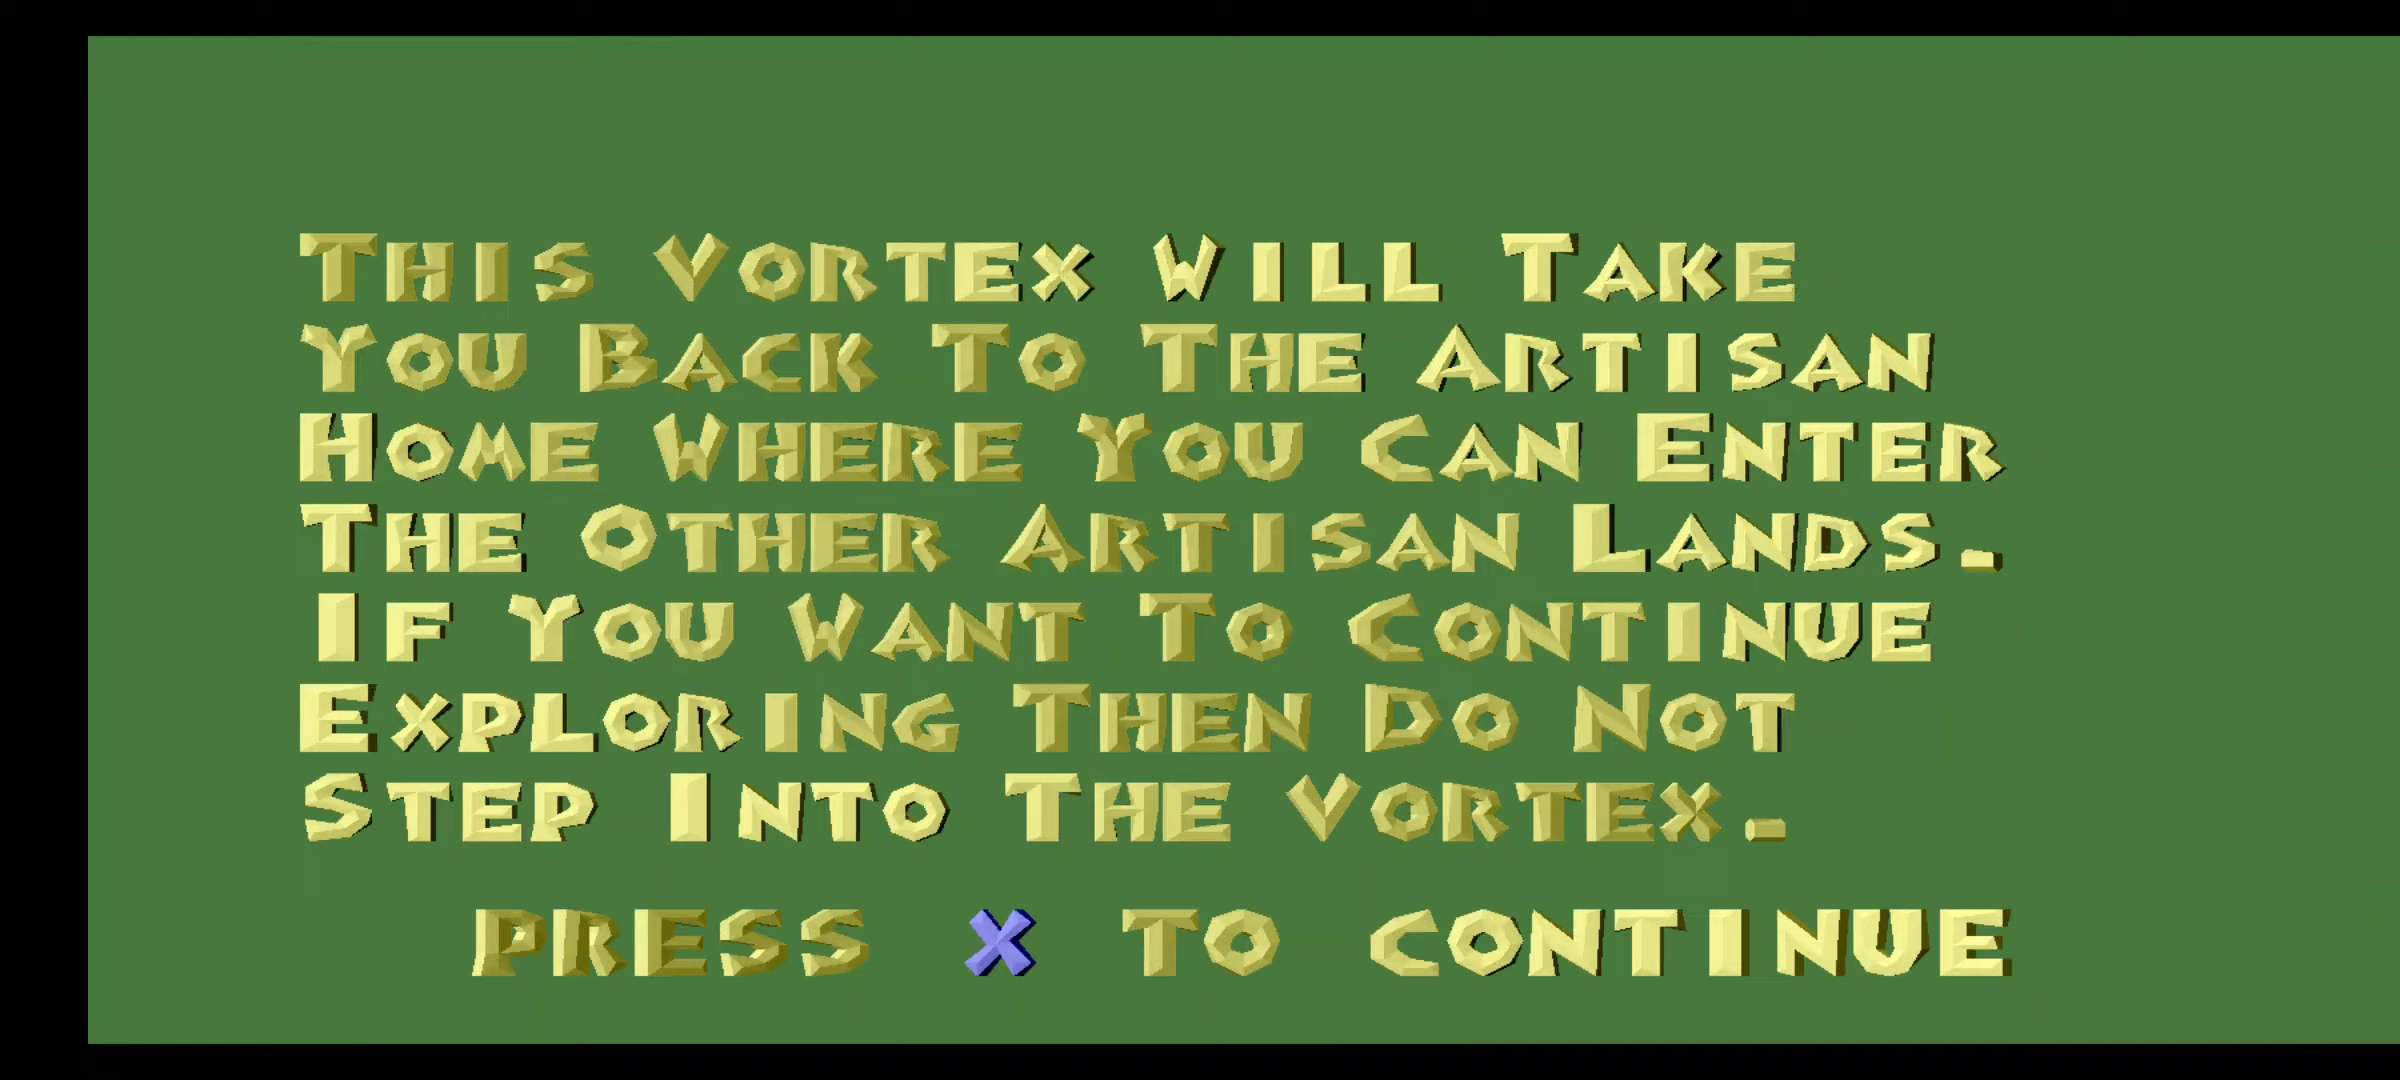 This Vortex Will Take
You Back To The Artisan
Home Where You Can Enter
The Other Artisan Lands.
If You Want To Continue
Exploring Then Do Not
Step Into The Vortex.
PRESS X TO CONTINUE